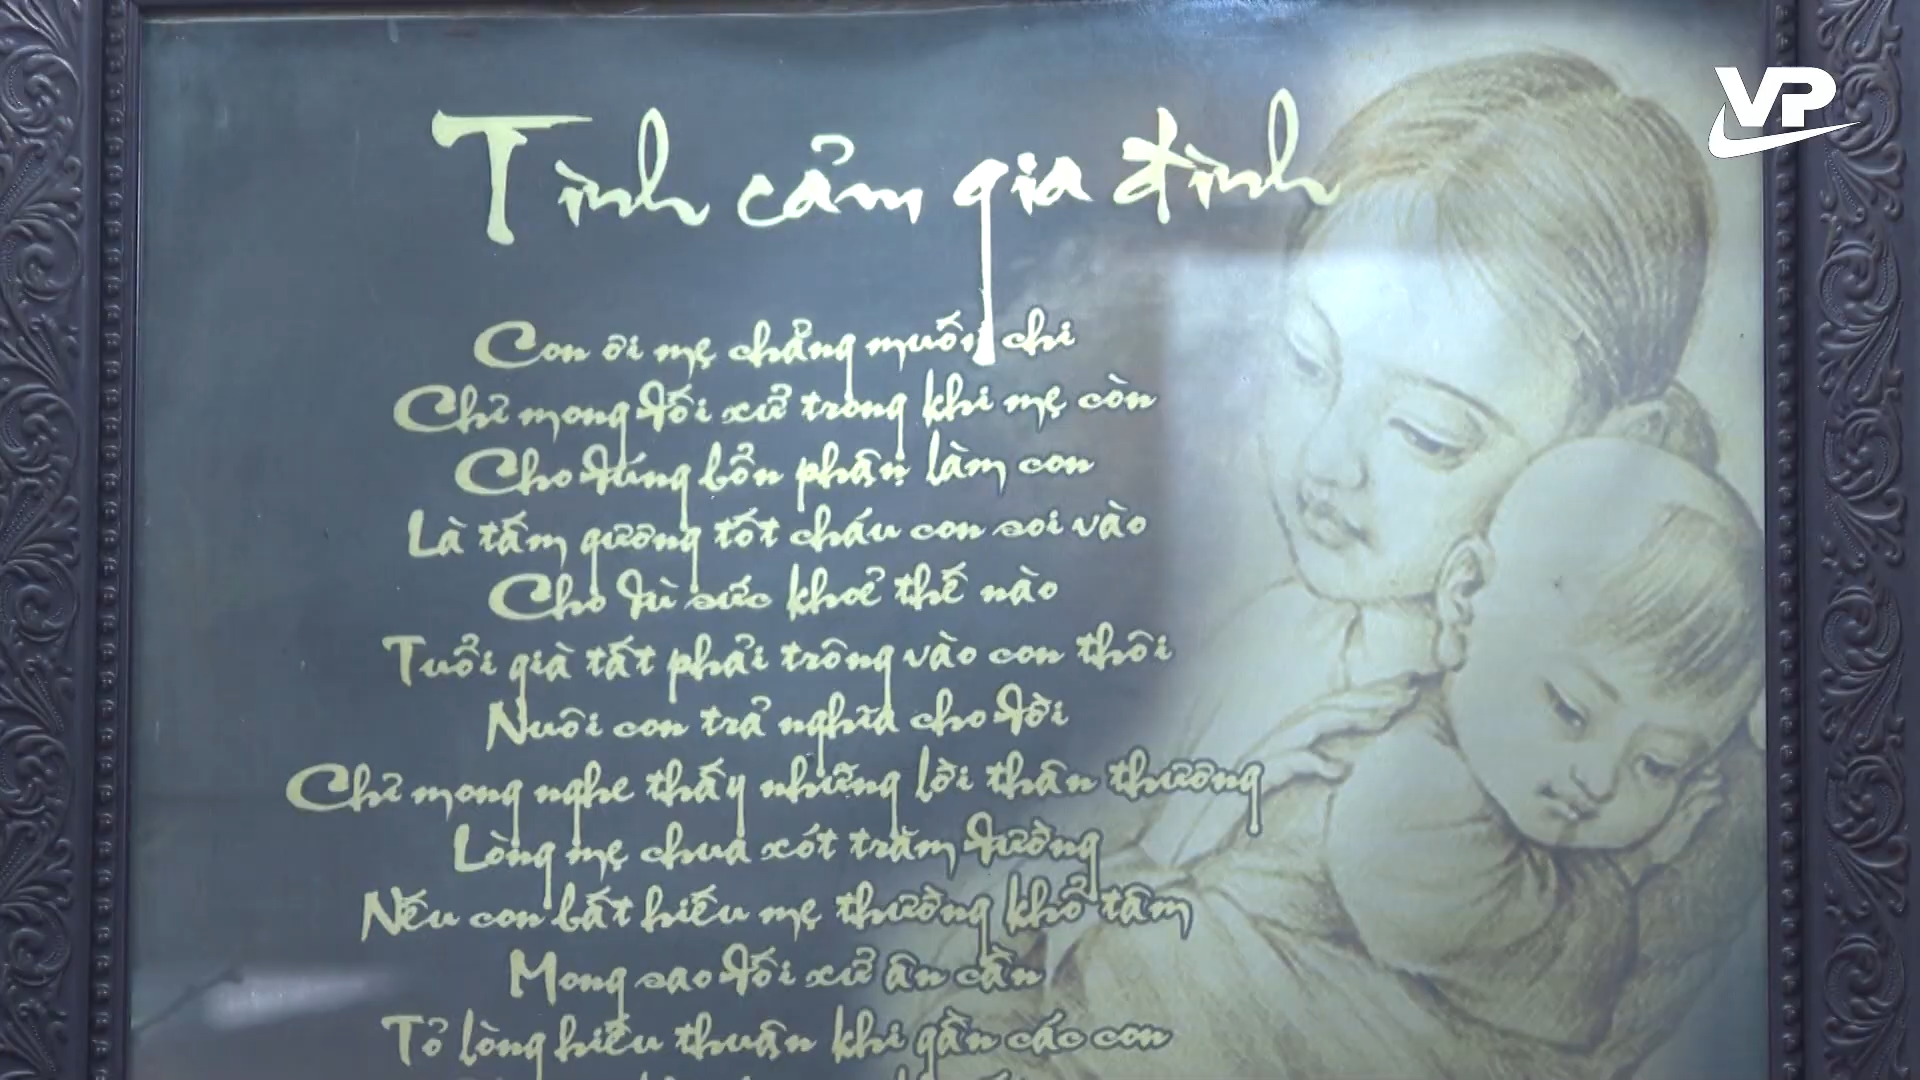 VP
Tình cảm gia đình
Con ôi mẹ chẳng muốn chi
Chỉ mong đối xử trong khi mẹ còn
Cho đúng bổn phận làm con
Là tấm gương tốt cháu con soi vào
Cho dù sức khoẻ thế nào
Tuổi già tất phải trông vào con thôi
Nuôi con trả nghĩa cho đời
Chỉ mong nghe thấy những lời thân thương
Lòng mẹ chua xót trăm đường
Nếu con bất hiếu mẹ thường khổ tâm
Mong sao đối xử ân cần
Tỏ lòng hiếu thuận khi gần các con